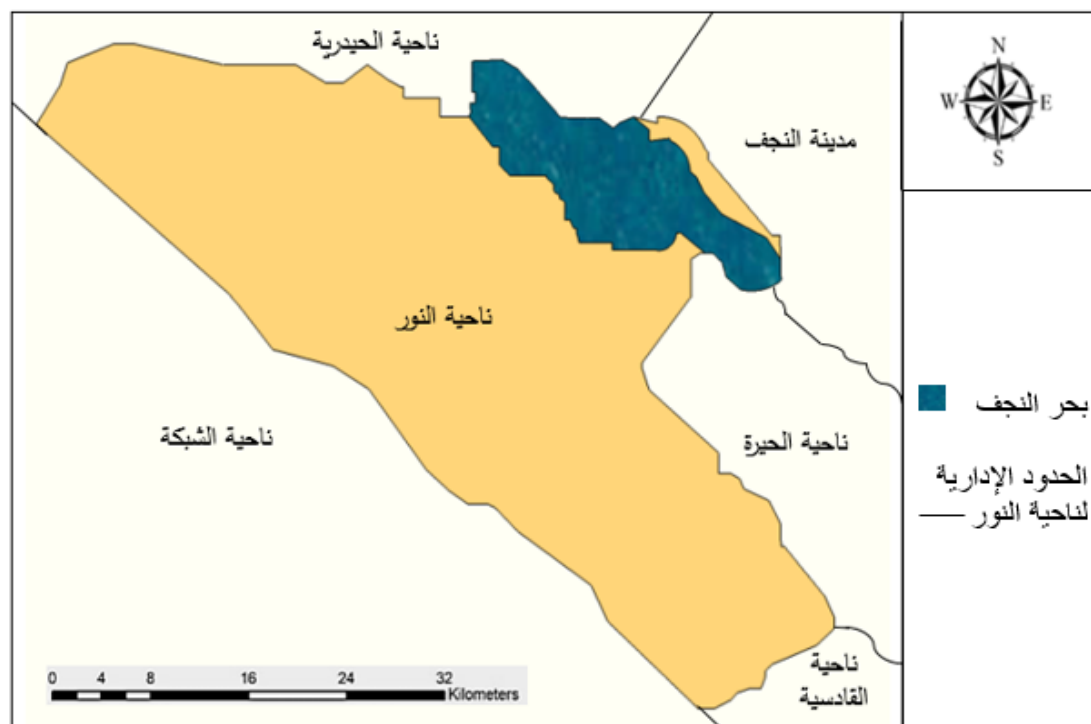 ناحية الحيدرية
N
W E
S
مدينة النجف
ناحية النور
بحر النجف
ناحية الشبكة
ناحية الحيرة
الحدود الإدارية
لناحية النور
ناحية
القادسية
0 4 8 16 24 32
Kilometers